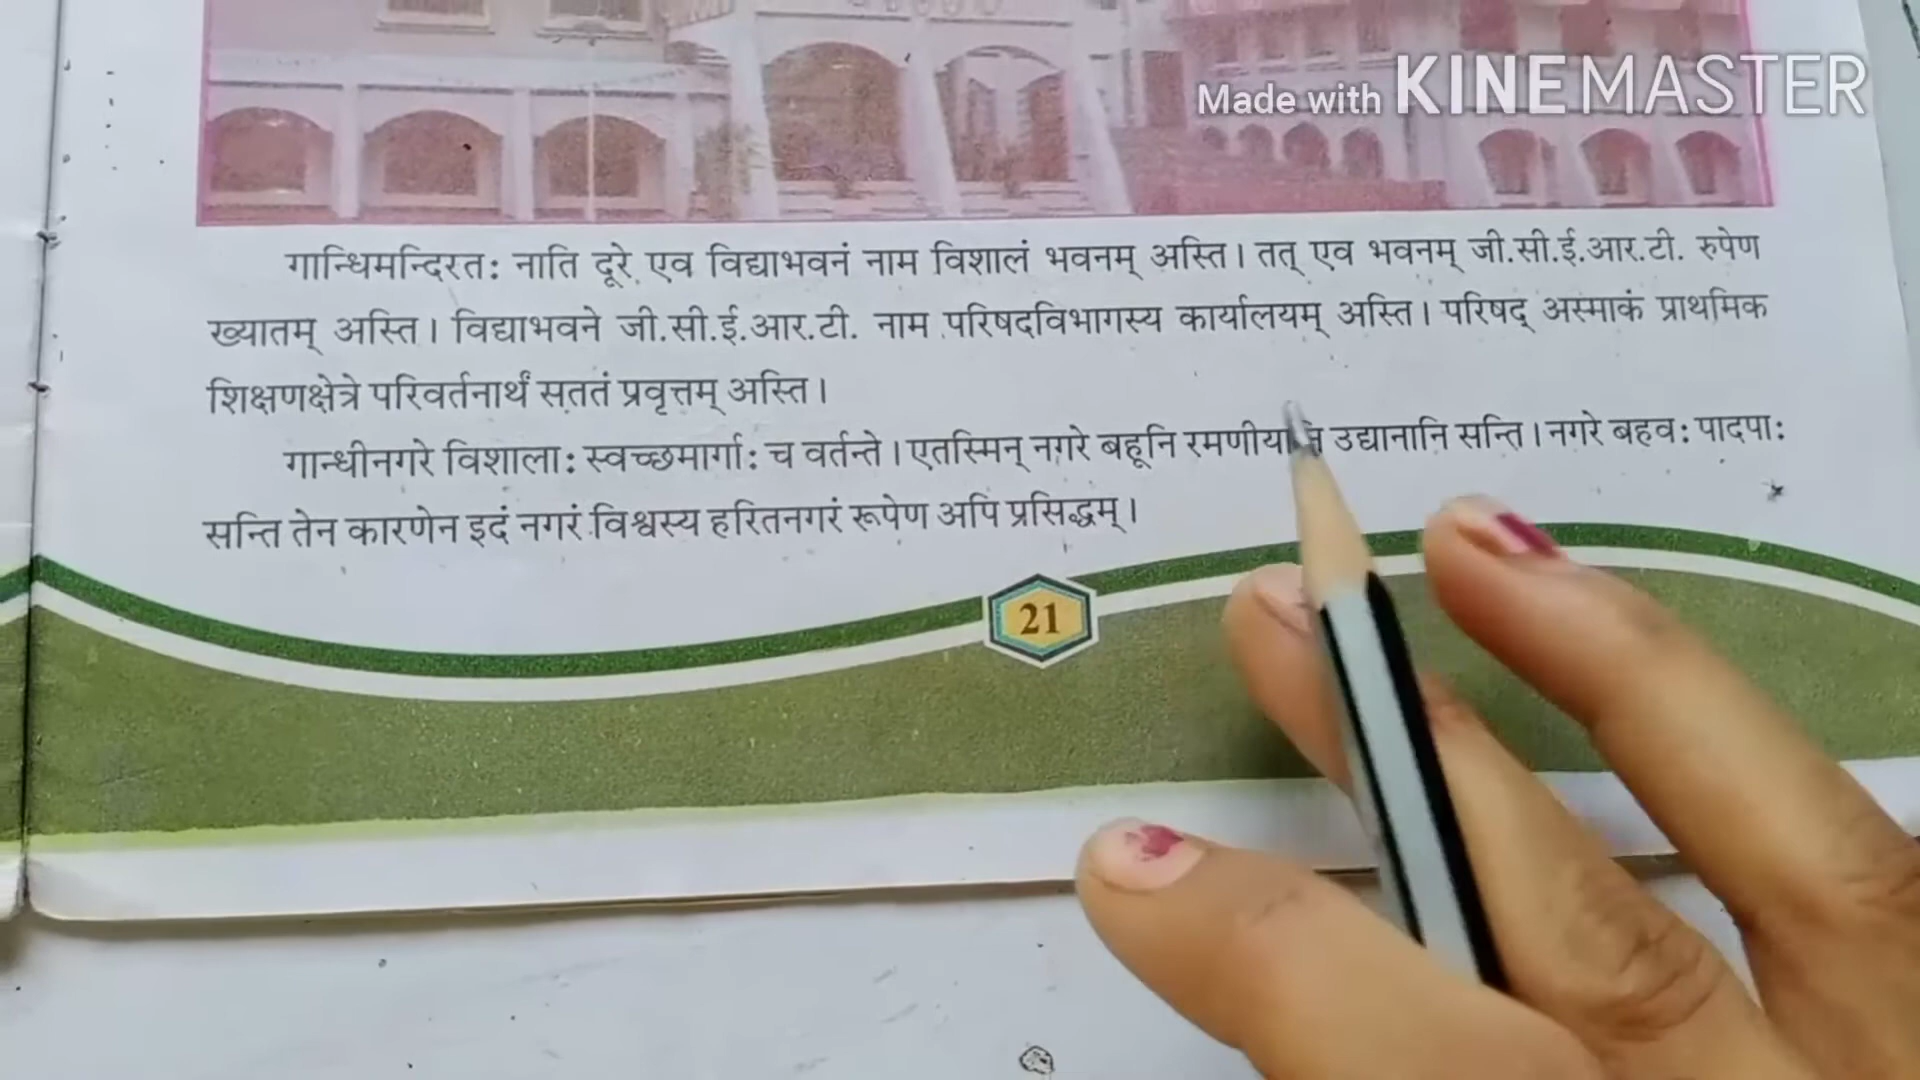 Made with KINEMASTER
गान्धिमन्दिरतः नाति दूरे एव विद्याभवनं नाम विशालं भवनम् अस्ति। तत् एव भवनम् जी.सी.ई.आर.टी. रुपेण
ख्यातम् अस्ति। विद्याभवने जी.सी.ई.आर.टी. नाम परिषदविभागस्य कार्यालयम् अस्ति। परिषद् अस्माकं प्राथमिक
शिक्षणक्षेत्रे परिवर्तनार्थं सततं प्रवृत्तम् अस्ति।
गान्धीनगरे विशालाः स्वच्छमार्गाः च वर्तन्ते। एतस्मिन् नगरे बहूनि रमणीयानि उद्यानानि सन्ति। नगरे बहवः पादपाः
सन्ति तेन कारणेन इदं नगरं विश्वस्य हरितनगरं रूपेण अपि प्रसिद्धम्।
21